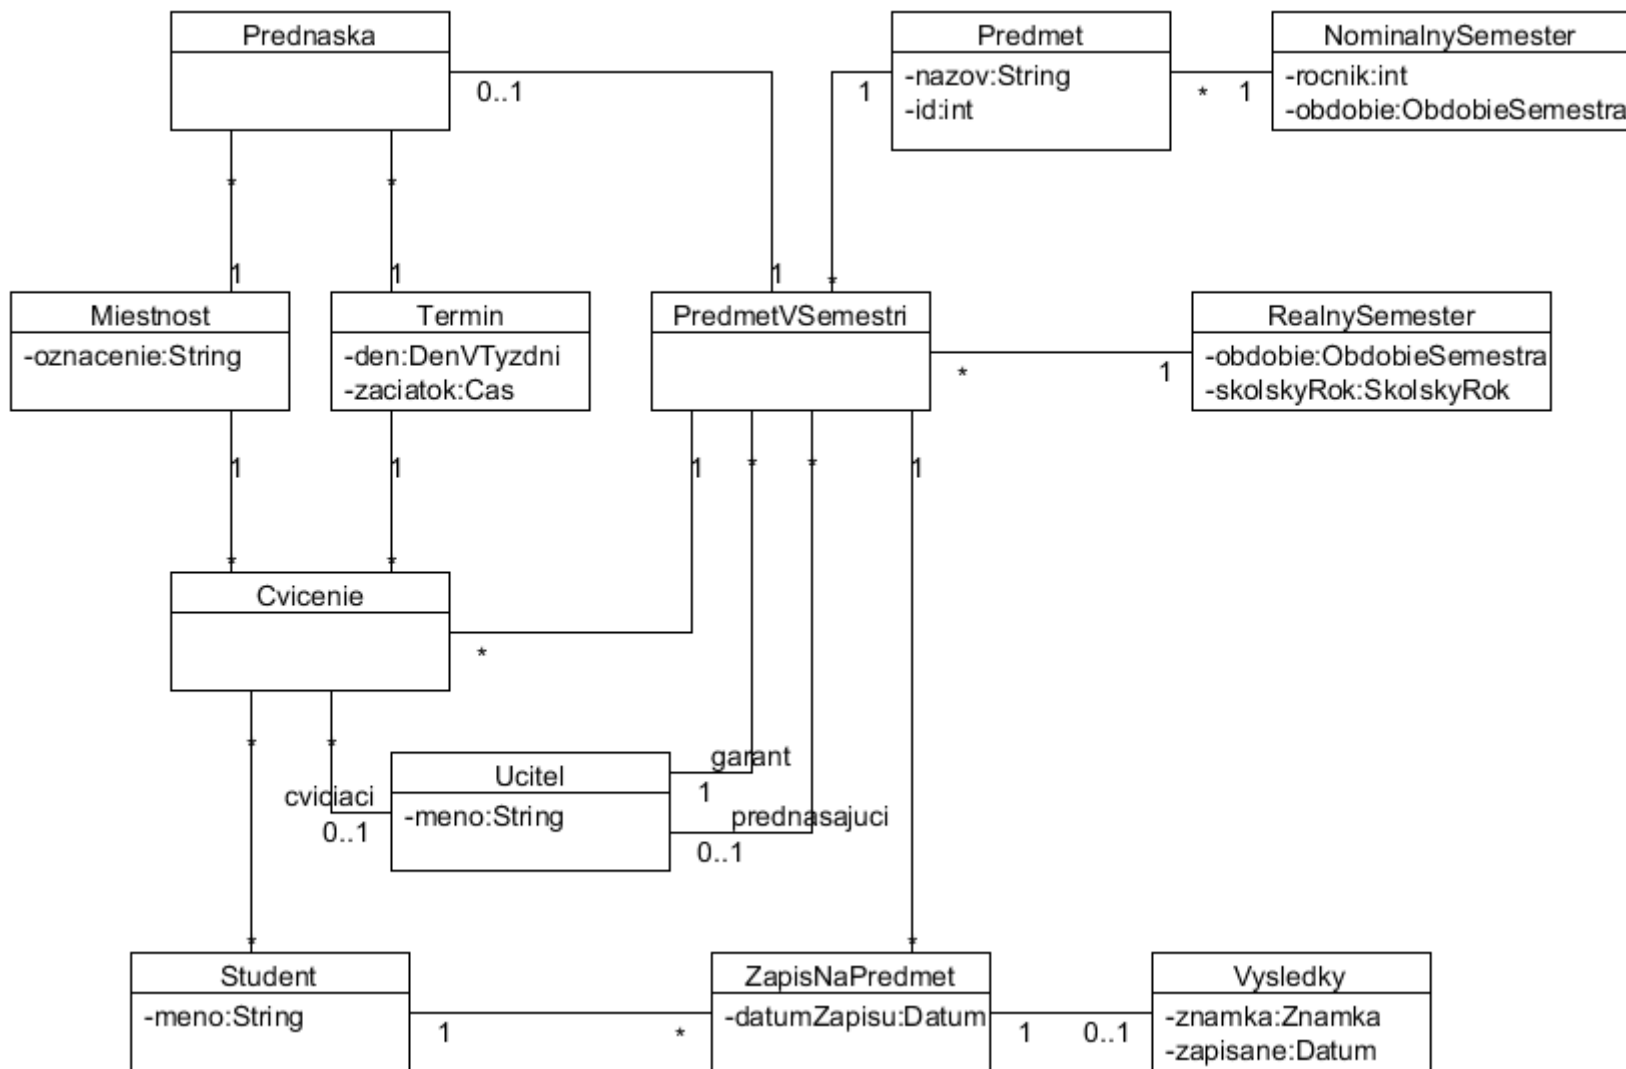 Prednaska
Predmet
-nazov:String
-id:int
NominalnySemester
-rocnik:int
-obdobie:ObdobieSemestra
0..1
1
*
1
*
*
1
1
1
*
Miestnost
-oznacenie:String
Termin
-den:DenVTyzdni
-zaciatok:Cas
PredmetVSemestri
RealnySemester
-obdobie:ObdobieSemestra
-skolskyRok:SkolskyRok
*
1
1
1
1
*
*
1
*
*
Cvicenie
*
*
*
cviciaci
0..1
Ucitel
-meno:String
garant
1
prednasajuci
0..1
*
*
Student
-meno:String
1
*
ZapisNaPredmet
-datumZapisu:Datum
1
0..1
Vysledky
-znamka:Znamka
-zapisane:Datum